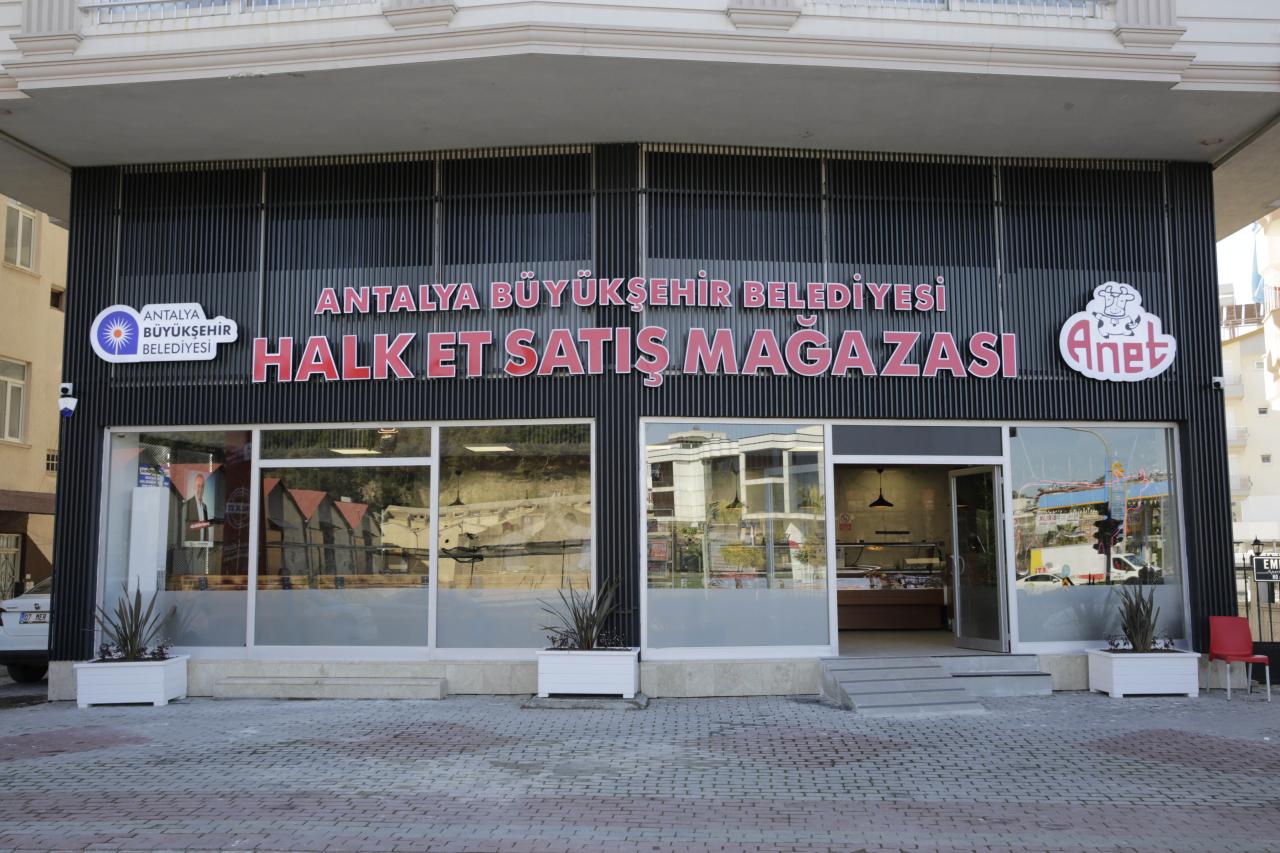 ANTALYA BÜYÜKŞEHİR BELEDİYESİ
HALK ET SATIŞ MAĞAZASI
ANTALYA
BÜYÜKŞEHİR
BELEDİYESİ
Anet